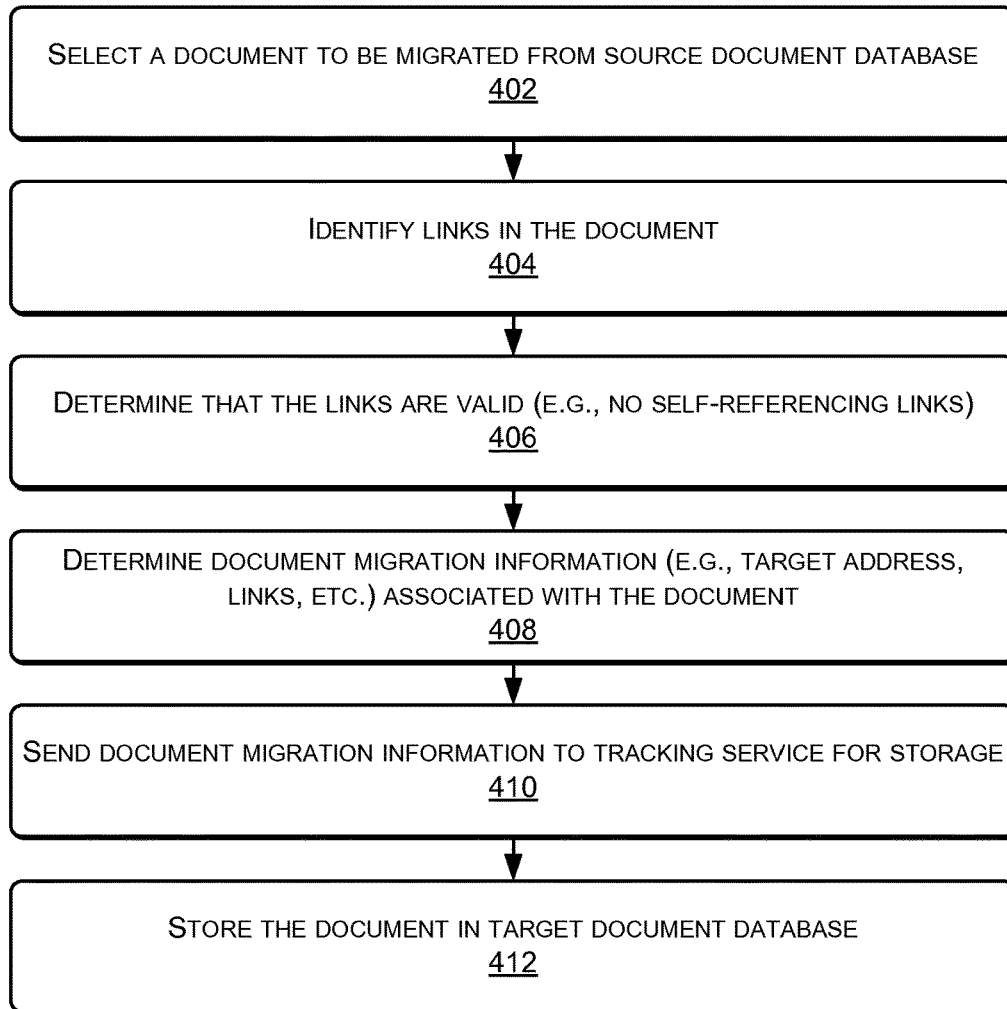 SELECT A DOCUMENT TO BE MIGRATED FROM SOURCE DOCUMENT DATABASE
402
IDENTIFY LINKS IN THE DOCUMENT
404
DETERMINE THAT THE LINKS ARE VALID (E.G., NO SELF-REFERENCING LINKS)
406
DETERMINE DOCUMENT MIGRATION INFORMATION (E.G., TARGET ADDRESS,
LINKS, ETC.) ASSOCIATED WITH THE DOCUMENT
408
SEND DOCUMENT MIGRATION INFORMATION TO TRACKING SERVICE FOR STORAGE
410
STORE THE DOCUMENT IN TARGET DOCUMENT DATABASE
412